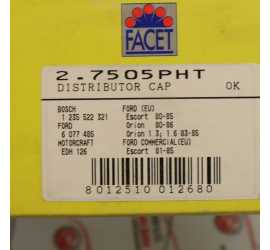 FACET
2.7505PHT
DISTRIBUTOR CAP OK
BOSCH FORD (EU)
1 235 522 321 Escort 80-85
FORD Orion 80-86
6 077 485 Orion 1.3; 1.6 83-85
MOTORCRAFT FORD COMMERCIAL(EU)
EDH 126 Escort 81-85
8012510 012680